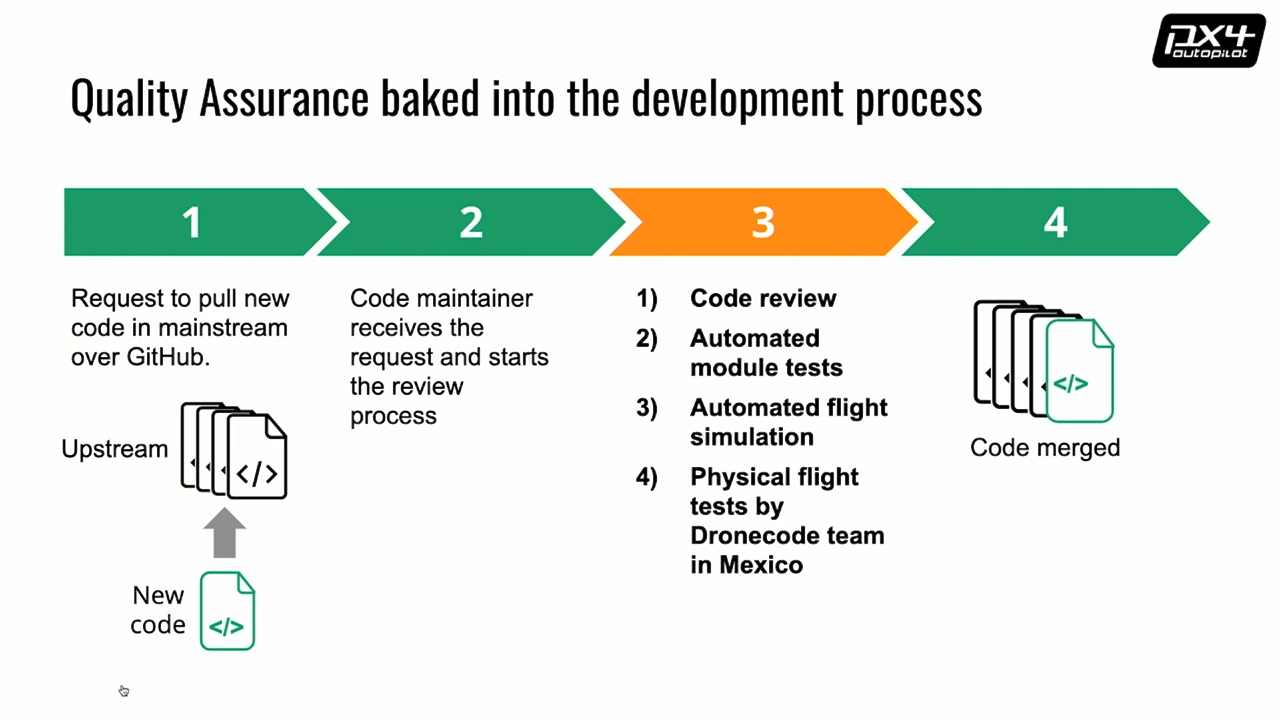 PX4
autopilot
Quality Assurance baked into the development process
1
2
3
4
Request to pull new
code in mainstream
over GitHub.
Upstream
</>
New
code
</>
Code maintainer
receives the
request and starts
the review
process
1) Code review
2) Automated
module tests
3) Automated flight
simulation
4) Physical flight
tests by
Dronecode team
in Mexico
</>
Code merged